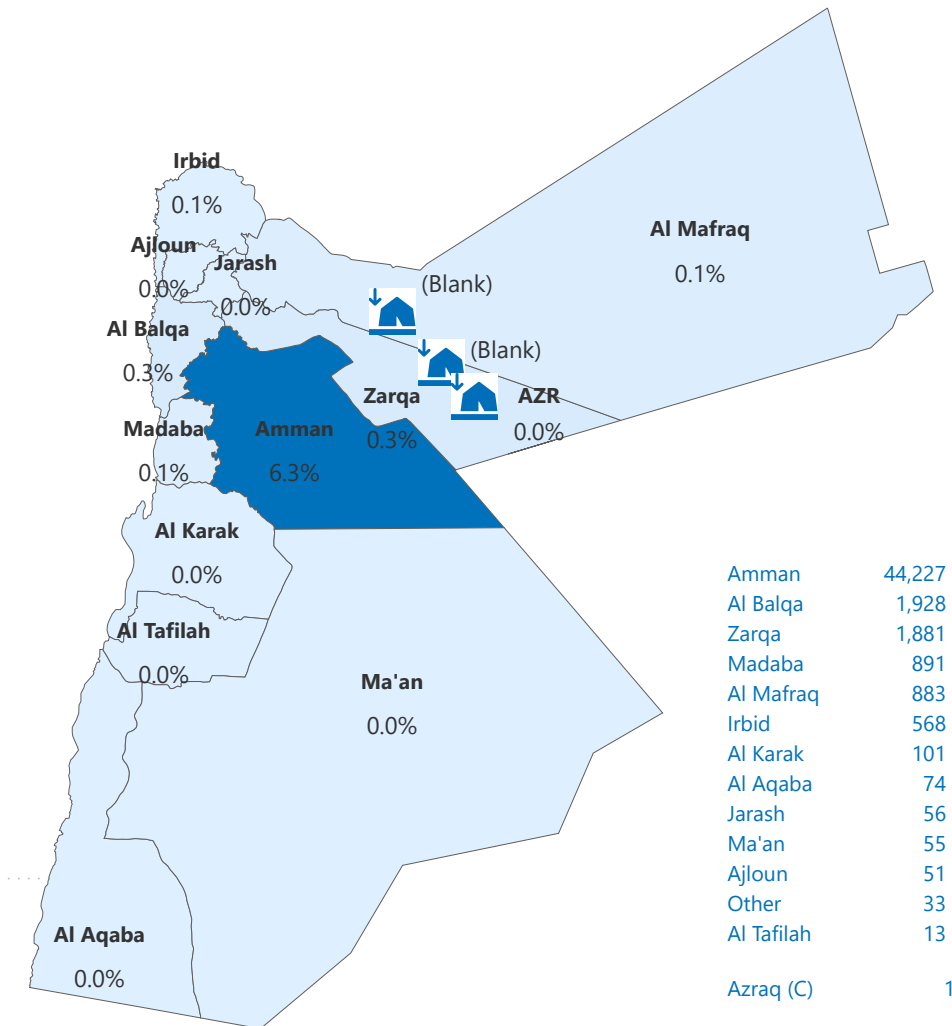 Irbid
0.1%
Al Mafraq
0.1%
Ajloun
0.0%
Jarash
0.0%
(Blank)
Al Balqa
0.3%
(Blank)
Zarqa
0.3%
AZR
0.0%
Madaba
0.1%
Amman
6.3%
Al Karak
0.0%
Al Tafilah
0.0%
Ma'an
0.0%
Al Aqaba
0.0%
Amman 44,227
Al Balqa 1,928
Zarqa 1,881
Madaba 891
Al Mafraq 883
Irbid 568
Al Karak 101
Al Aqaba 74
Jarash 56
Ma'an 55
Ajloun 51
Other 33
Al Tafilah 13
Azraq (C) 1